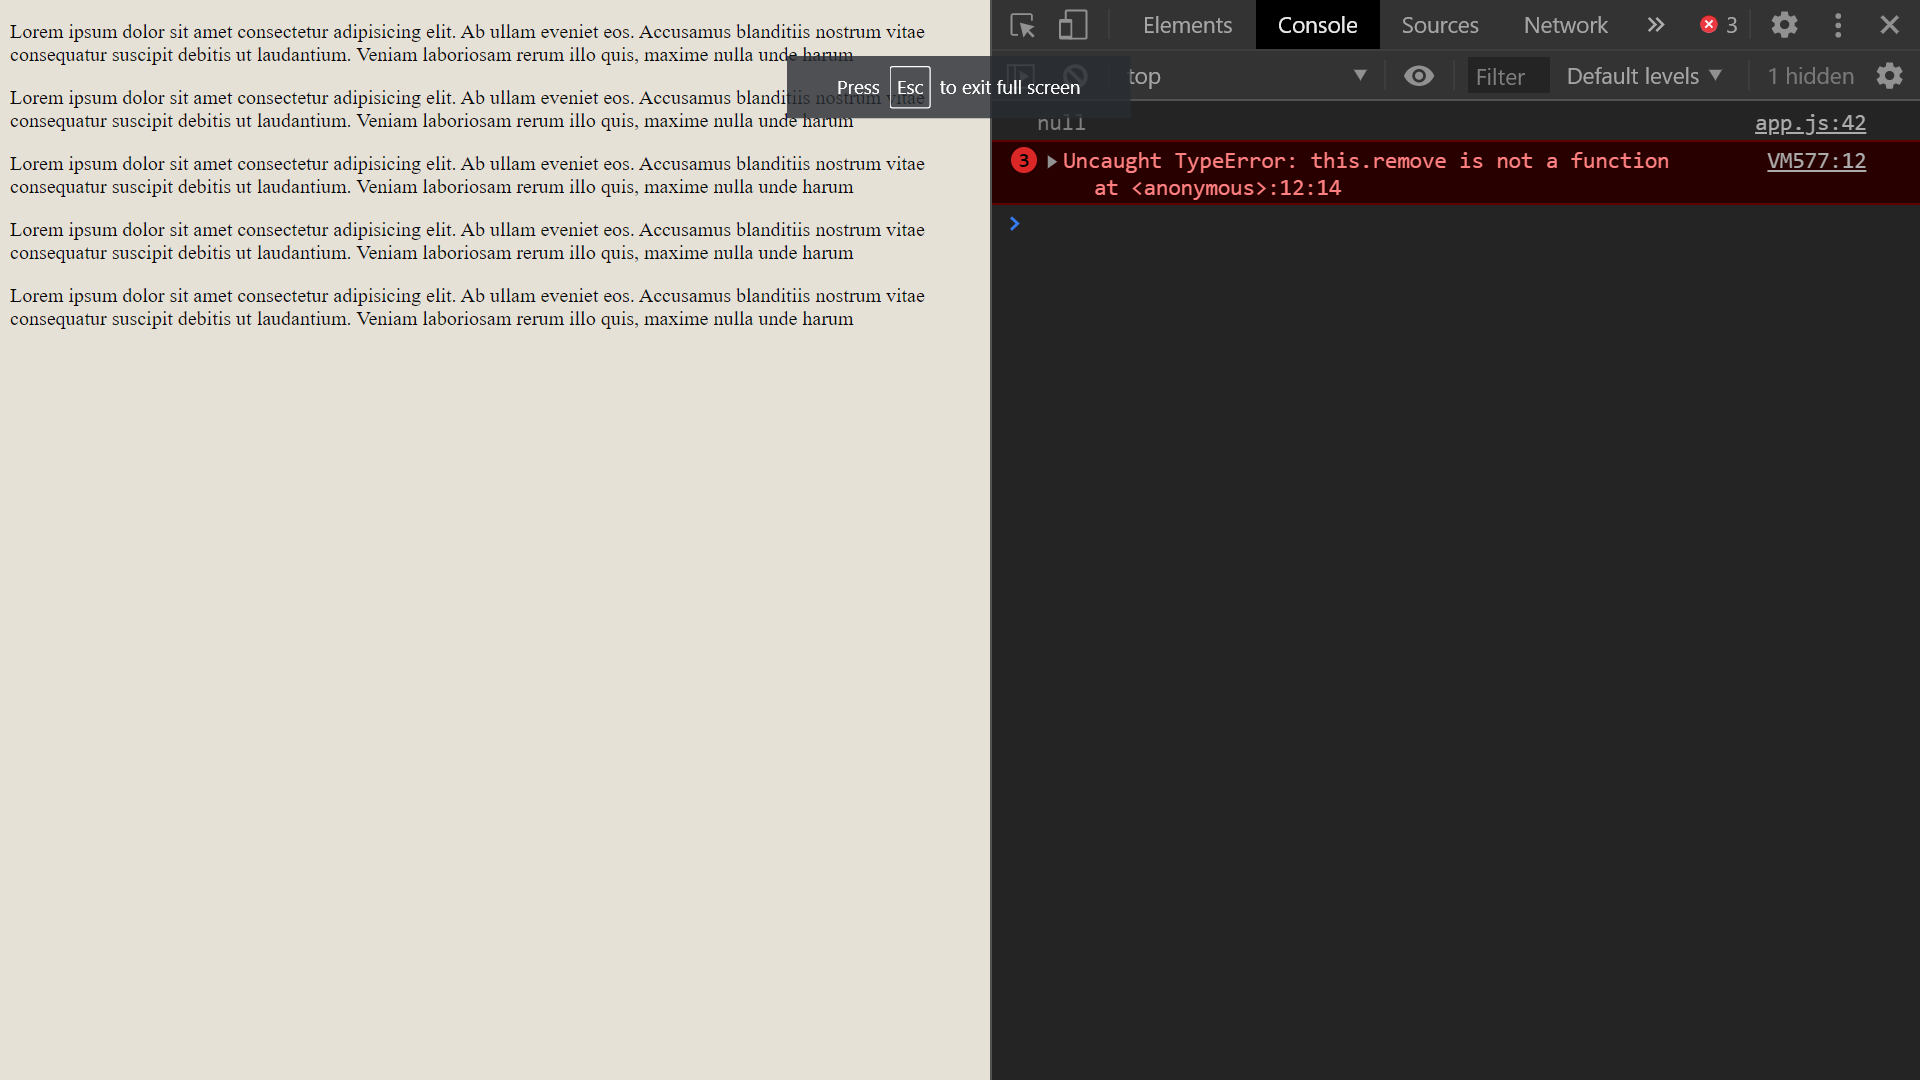 Lorem ipsum dolor sit amet consectetur adipisicing elit. Ab ullam eveniet eos. Accusamus blanditiis nostrum vitae
consequatur suscipit debitis ut laudantium. Veniam laboriosam rerum illo quis, maxime nulla unde harum
Lorem ipsum dolor sit amet consectetur adipisicing elit. Ab ullam eveniet eos. Accusamus blanditiis nostrum vitae
consequatur suscipit debitis ut laudantium. Veniam laboriosam rerum illo quis, maxime nulla unde harum
Lorem ipsum dolor sit amet consectetur adipisicing elit. Ab ullam eveniet eos. Accusamus blanditiis nostrum vitae
consequatur suscipit debitis ut laudantium. Veniam laboriosam rerum illo quis, maxime nulla unde harum
Lorem ipsum dolor sit amet consectetur adipisicing elit. Ab ullam eveniet eos. Accusamus blanditiis nostrum vitae
consequatur suscipit debitis ut laudantium. Veniam laboriosam rerum illo quis, maxime nulla unde harum
Lorem ipsum dolor sit amet consectetur adipisicing elit. Ab ullam eveniet eos. Accusamus blanditiis nostrum vitae
consequatur suscipit debitis ut laudantium. Veniam laboriosam rerum illo quis, maxime nulla unde harum
Press Esc to exit full screen
Elements Console Sources Network 3
top Filter Default levels 1 hidden
null app.js:42
3 Uncaught TypeError: this.remove is not a function VM577:12
at <anonymous>:12:14